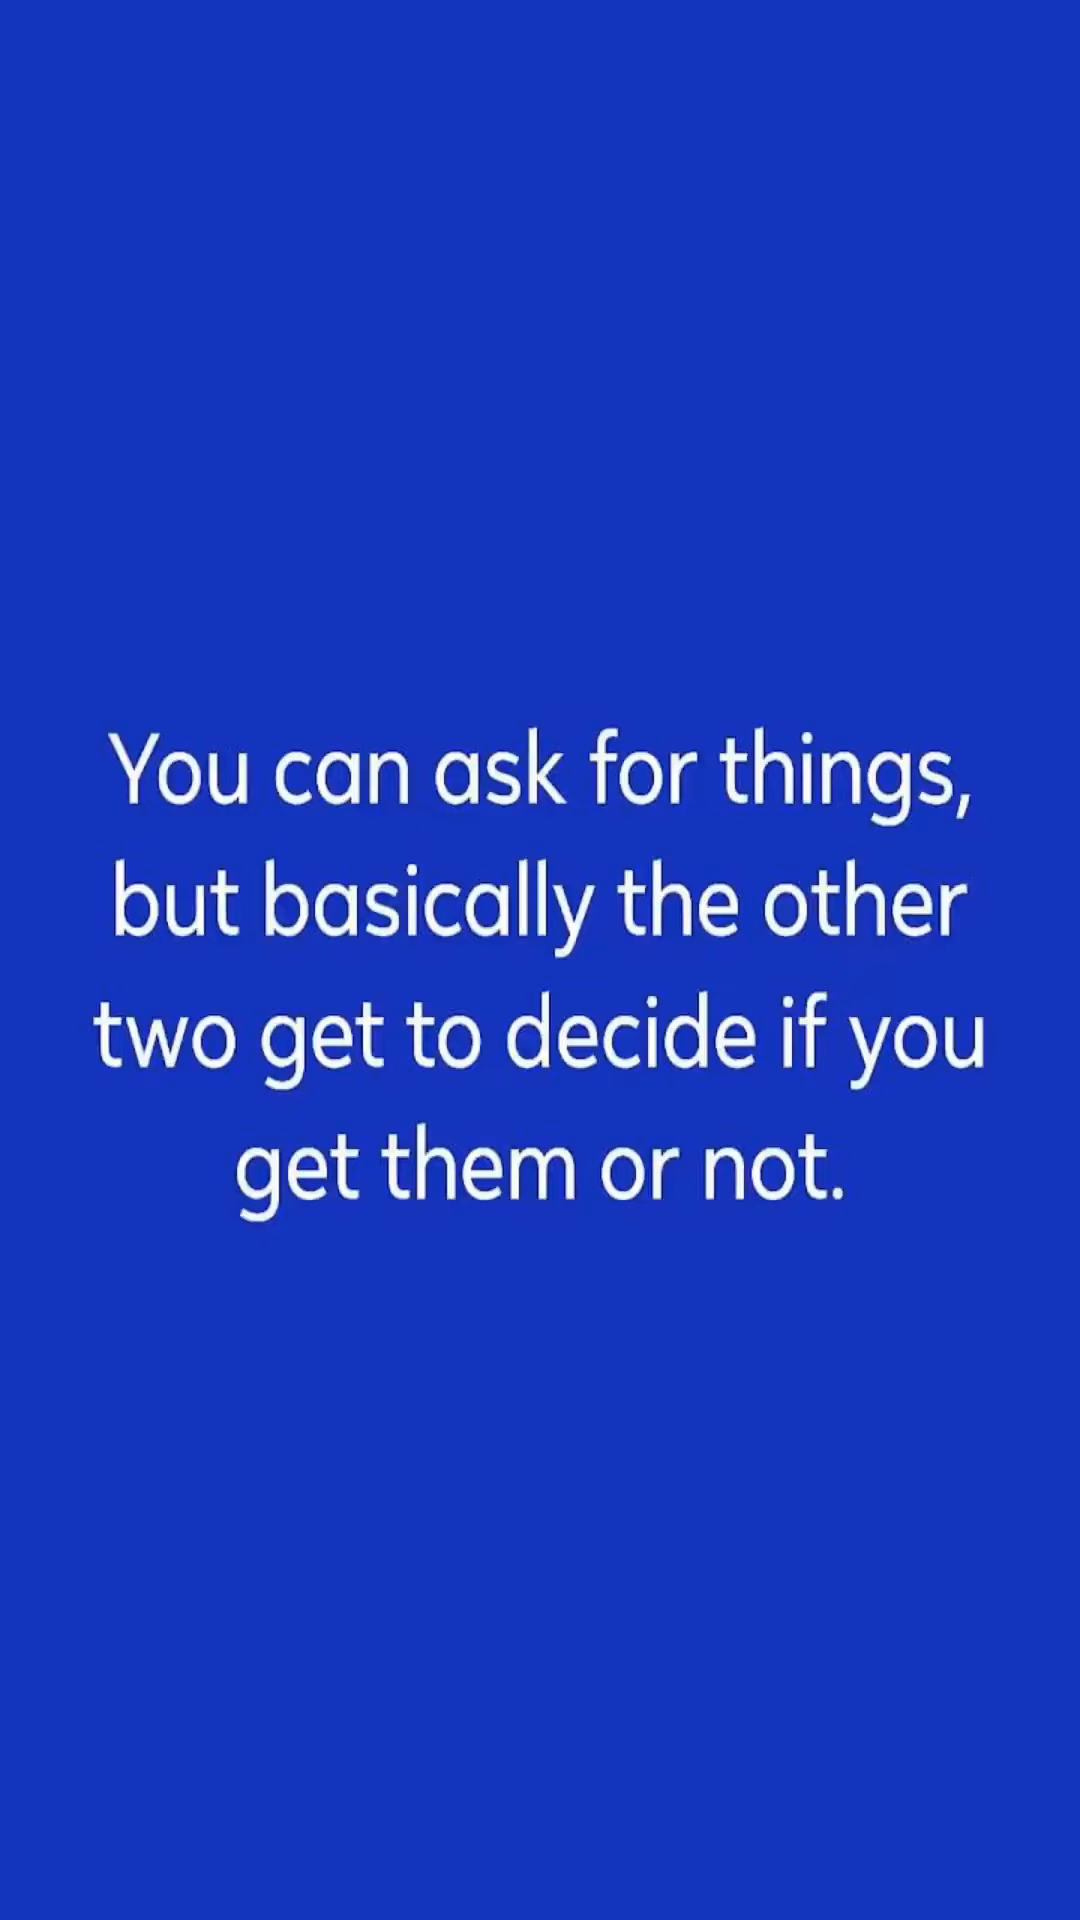 You can ask for things,
but basically the other
two get to decide if you
get them or not.